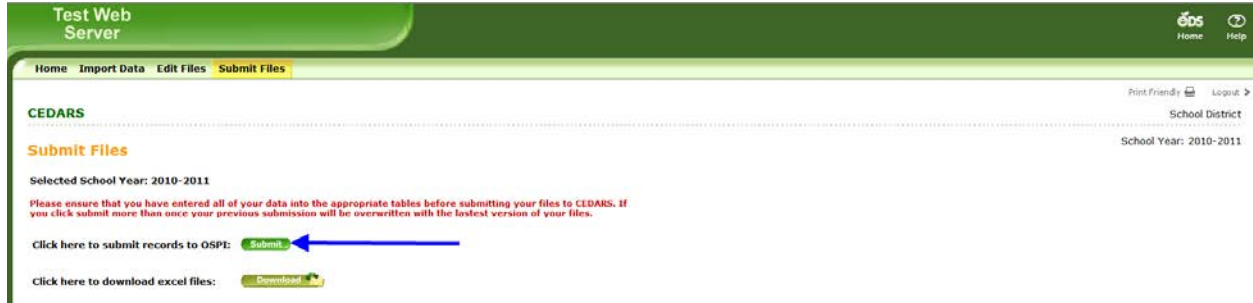 Test Web
Server
eDS
Home
Help
Home Import Data Edit Files Submit Files
Print Friendly Logout
CEDARS
School District
Submit Files
School Year: 2010-2011
Selected School Year: 2010-2011
Please ensure that you have entered all of your data into the appropriate tables before submitting your files to CEDARS. If
you click submit more than once your previous submission will be overwritten with the lastest version of your files.
Click here to submit records to OSPI: Submit
Click here to download excel files: Download